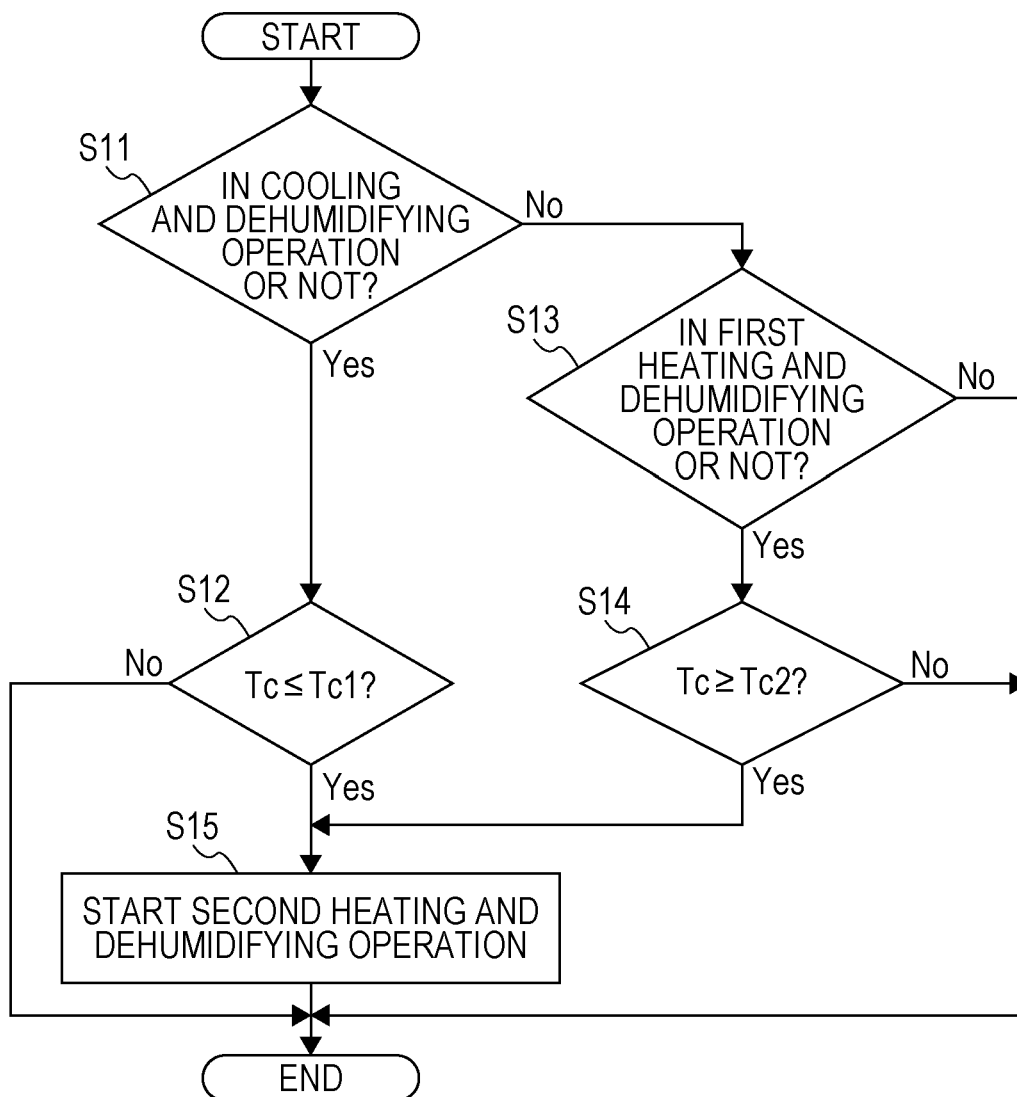 START
S11
IN COOLING
AND DEHUMIDIFYING
OPERATION
OR NOT?
No
Yes
S13
IN FIRST
HEATING AND
DEHUMIDIFYING
OPERATION
OR NOT?
No
Yes
S12
Tc≤Tc1?
No
Yes
S14
Tc≥Tc2?
No
Yes
S15
START SECOND HEATING AND
DEHUMIDIFYING OPERATION
END